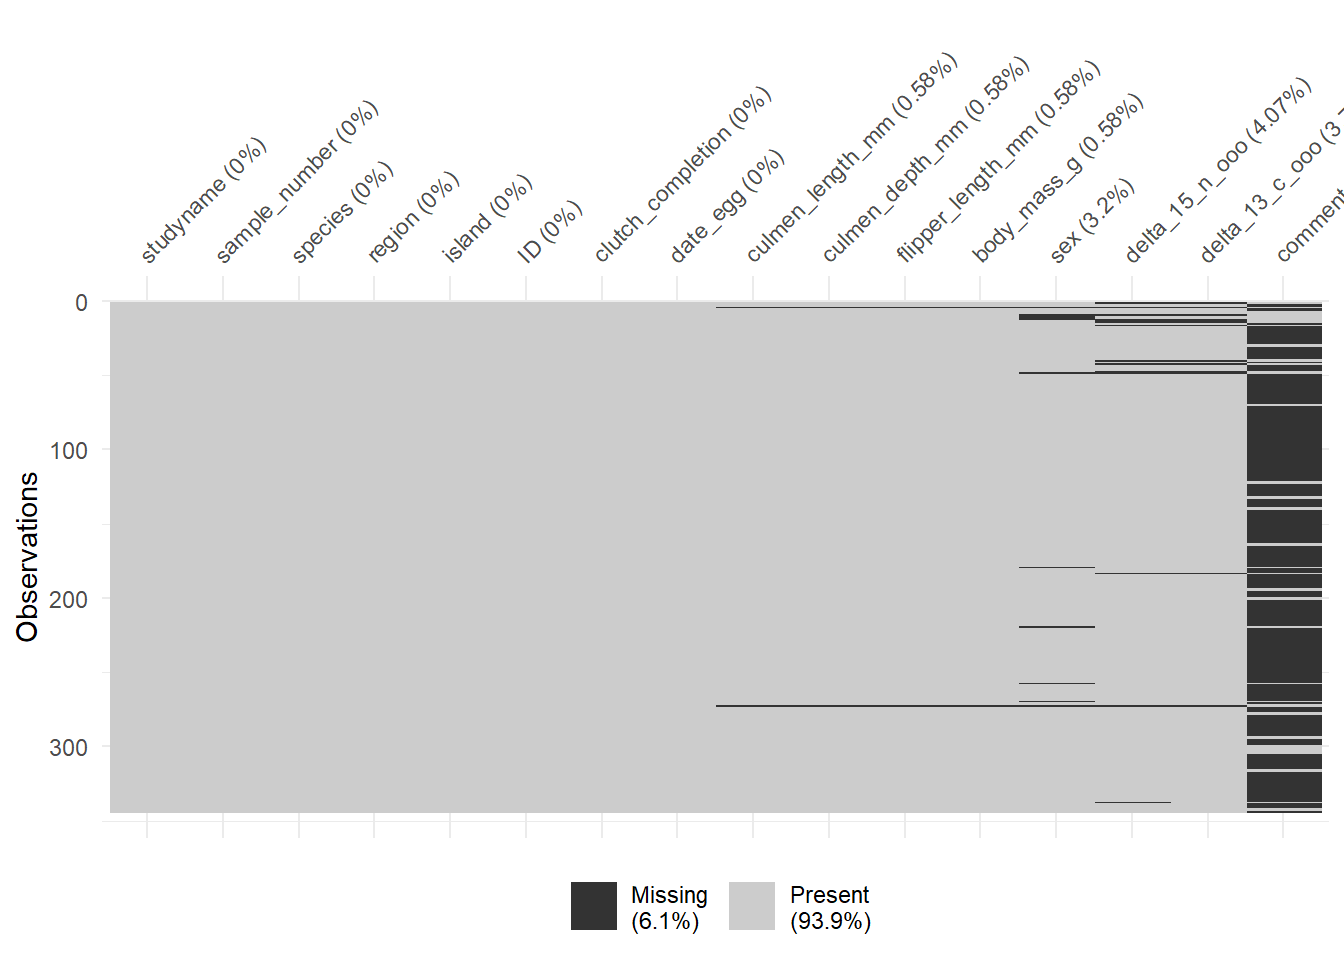 studyname (0%)
sample_number (0%)
species (0%)
region (0%)
island (0%)
ID (0%)
clutch_completion (0%)
date_egg (0%)
culmen_length_mm (0.58%)
culmen_depth_mm (0.58%)
flipper_length_mm (0.58%)
body_mass_g (0.58%)
sex (3.2%)
delta_15_n_ooo (4.07%)
delta_13_c_ooo (3.
comment
0
100
200
300
Observations
Missing
(6.1%)
Present
(93.9%)